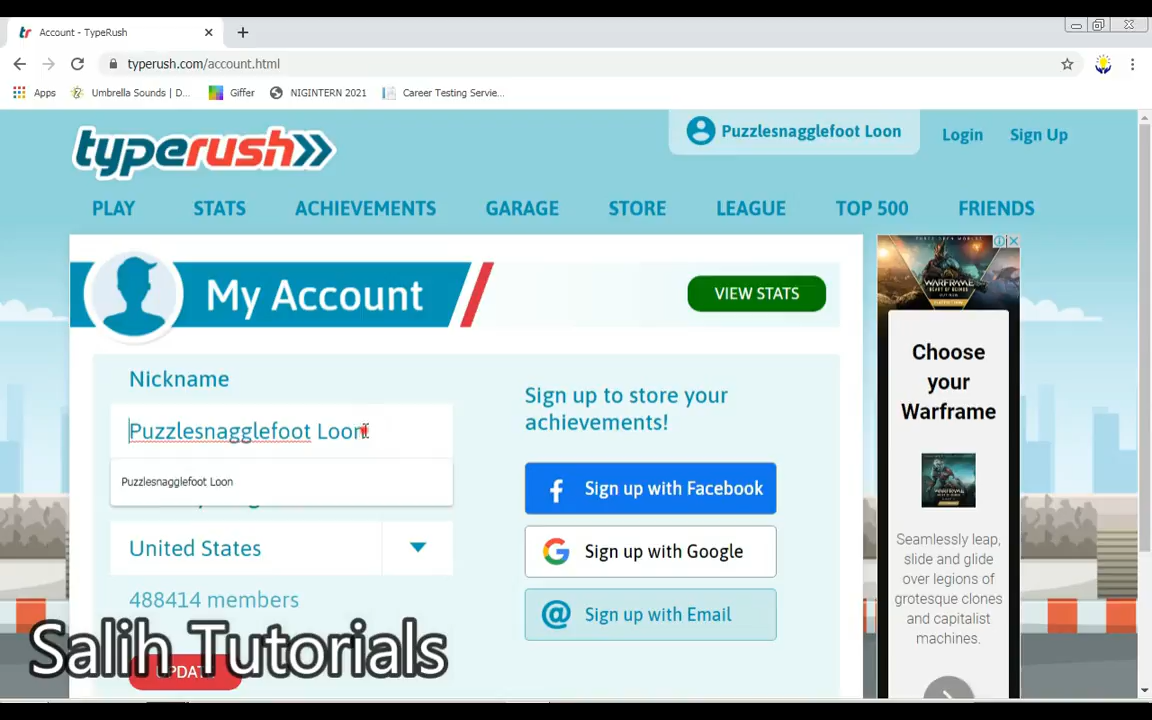 Account - TypeRush
typerush.com/account.html
Apps
Umbrella Sounds | D...
Giffer
NIGINTERN 2021
Career Testing Servie...
typerush
Puzzlesnagglefoot Loon
Login
Sign Up
PLAY
STATS
ACHIEVEMENTS
GARAGE
STORE
LEAGUE
TOP 500
FRIENDS
My Account
VIEW STATS
Nickname
Puzzlesnagglefoot Loon
Puzzlesnagglefoot Loon
United States
488414 members
UPDATE
Sign up to store your
achievements!
Sign up with Facebook
Sign up with Google
@ Sign up with Email
WARFRAME
Choose
your
Warframe
Seamlessly leap,
slide and glide
over legions of
grotesque clones
and capitalist
machines.
Salih Tutorials